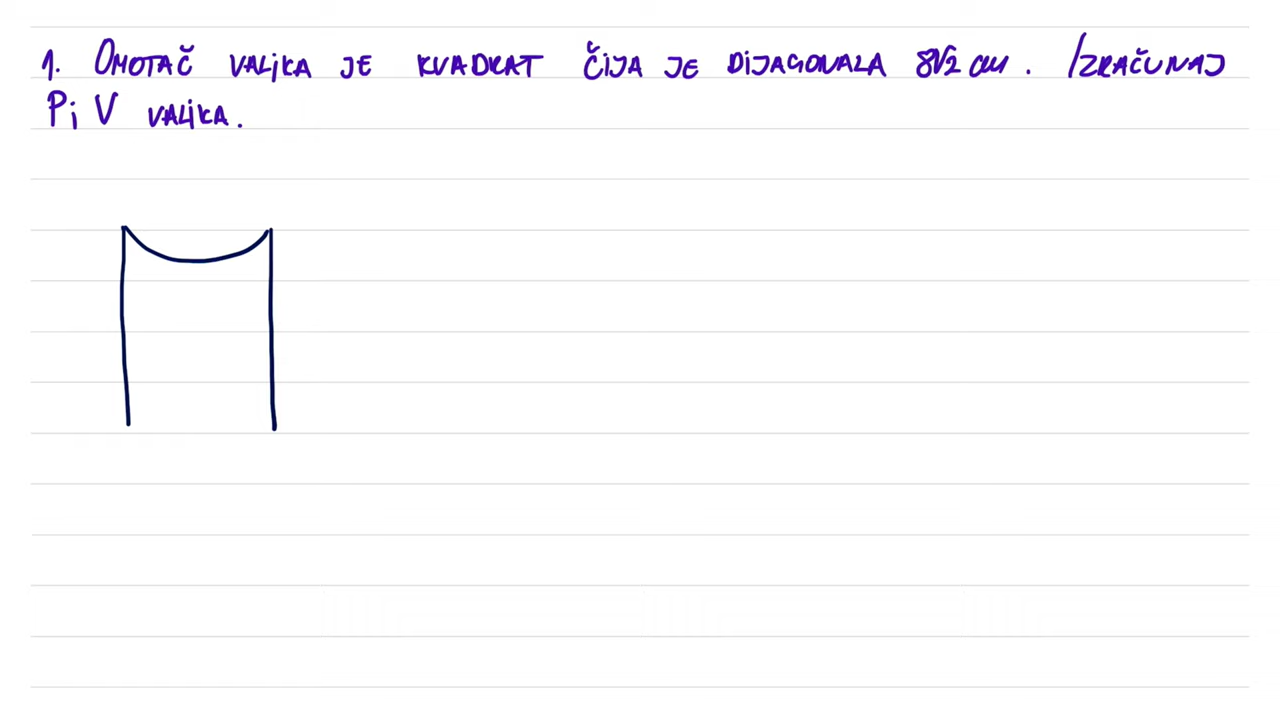 1. OMOTAČ VALjKA JE KVADRAT ČIJA JE DIJAGONALA 8√2 cm. IZRAČUNAJ
P i V VALjKA.